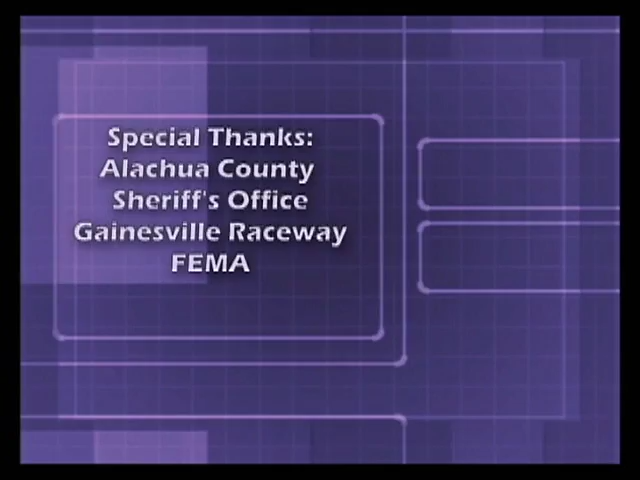 Special Thanks:
Alachua County
Sheriff's Office
Gainesville Raceway
FEMA